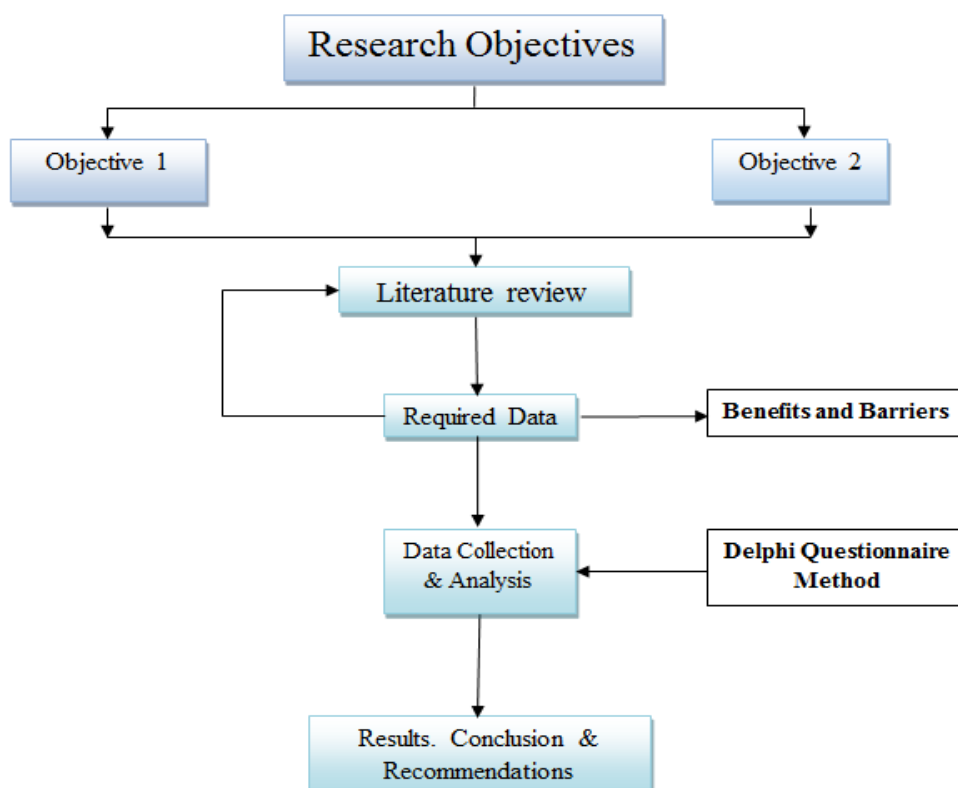 Research Objectives
Objective 1
Objective 2
Literature review
Required Data
Benefits and Barriers
Data Collection
& Analysis
Delphi Questionnaire
Method
Results. Conclusion &
Recommendations